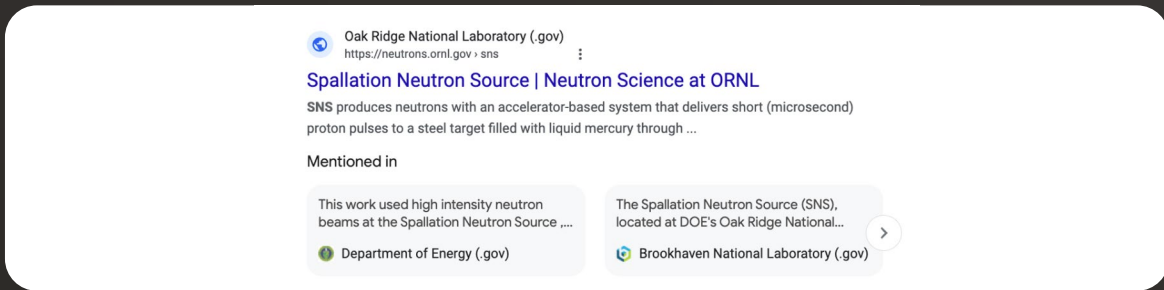 Oak Ridge National Laboratory (.gov)
https://neutrons.ornl.gov › sns
Spallation Neutron Source | Neutron Science at ORNL
SNS produces neutrons with an accelerator-based system that delivers short (microsecond)
proton pulses to a steel target filled with liquid mercury through ...
Mentioned in
This work used high intensity neutron
beams at the Spallation Neutron Source ,...
Department of Energy (.gov)
The Spallation Neutron Source (SNS),
located at DOE's Oak Ridge National...
Brookhaven National Laboratory (.gov)